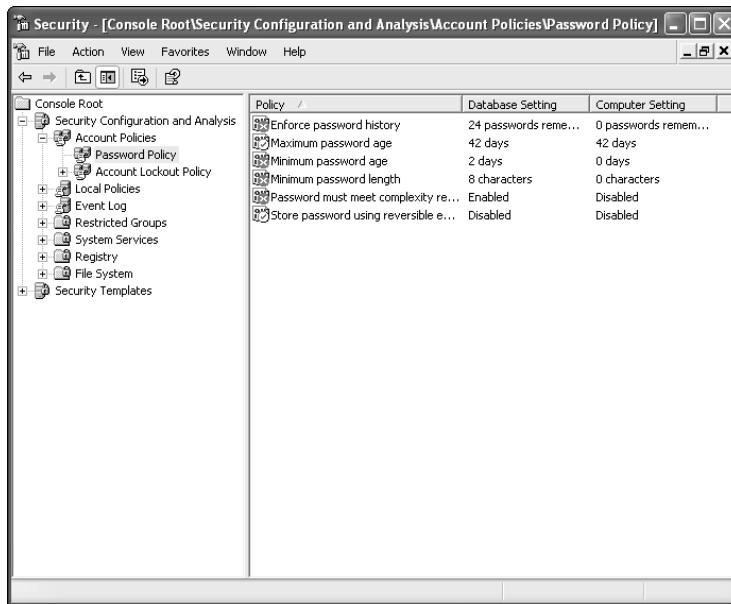 Security - [Console Root\Security Configuration and Analysis\Account Policies\Password Policy]
File Action View Favorites Window Help
Console Root
Security Configuration and Analysis
Account Policies
Password Policy
Account Lockout Policy
Local Policies
Event Log
Restricted Groups
System Services
Registry
File System
Security Templates
Policy Database Setting Computer Setting
Enforce password history 24 passwords reme... 0 passwords remem...
Maximum password age 42 days 42 days
Minimum password age 2 days 0 days
Minimum password length 8 characters 0 characters
Password must meet complexity re... Enabled Disabled
Store password using reversible e... Disabled Disabled